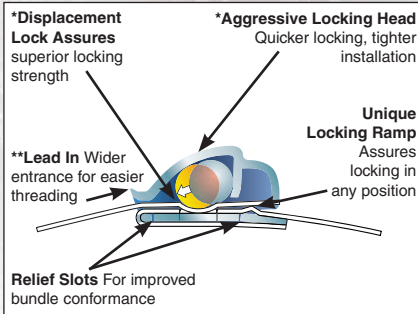 *Displacement
Lock Assures
superior locking
strength
*Aggressive Locking Head
Quicker locking, tighter
installation
Unique
Locking Ramp
Assures
locking in
any position
**Lead In Wider
entrance for easier
threading
Relief Slots For improved
bundle conformance